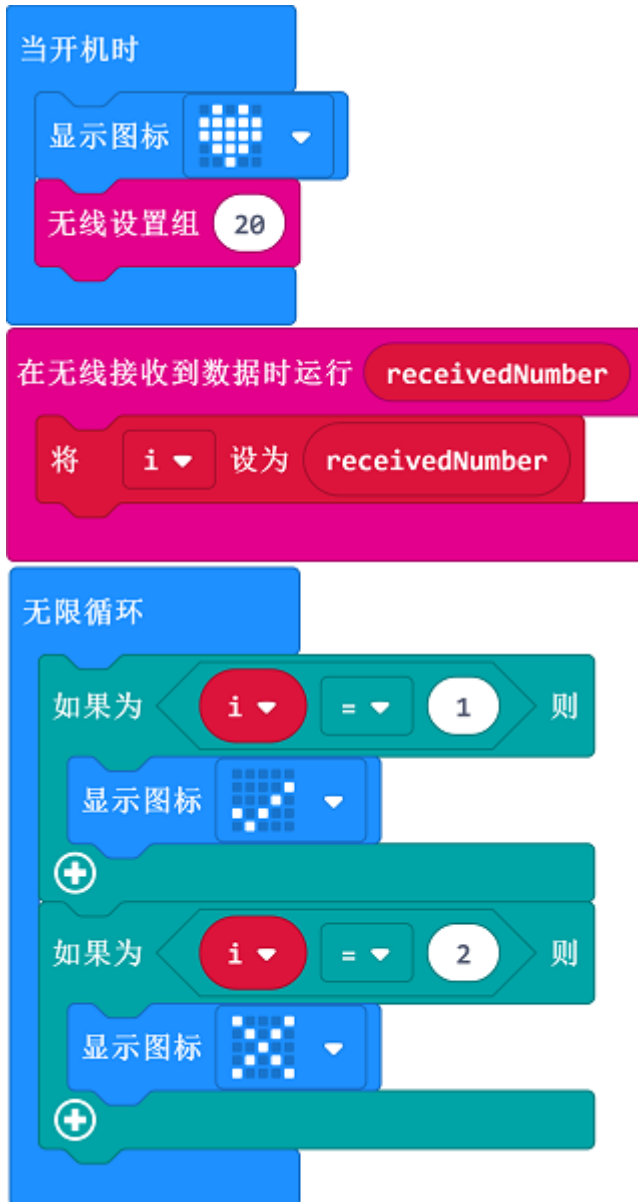 当开机时
显示图标
无线设置组 20
在无线接收到数据时运行 receivedNumber
将 i 设为 receivedNumber
无限循环
如果为 i = 1 则
显示图标
如果为 i = 2 则
显示图标